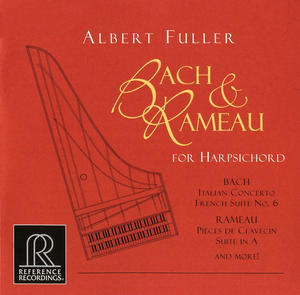 ALBERT FULLER
BACH &
RAMEAU
FOR HARPSICHORD
BACH
ITALIAN CONCERTO
FRENCH SUITE NO. 6
RAMEAU
PIÈCES DE CLAVECIN
SUITE IN A
AND MORE!
RR
REFERENCE
RECORDINGS